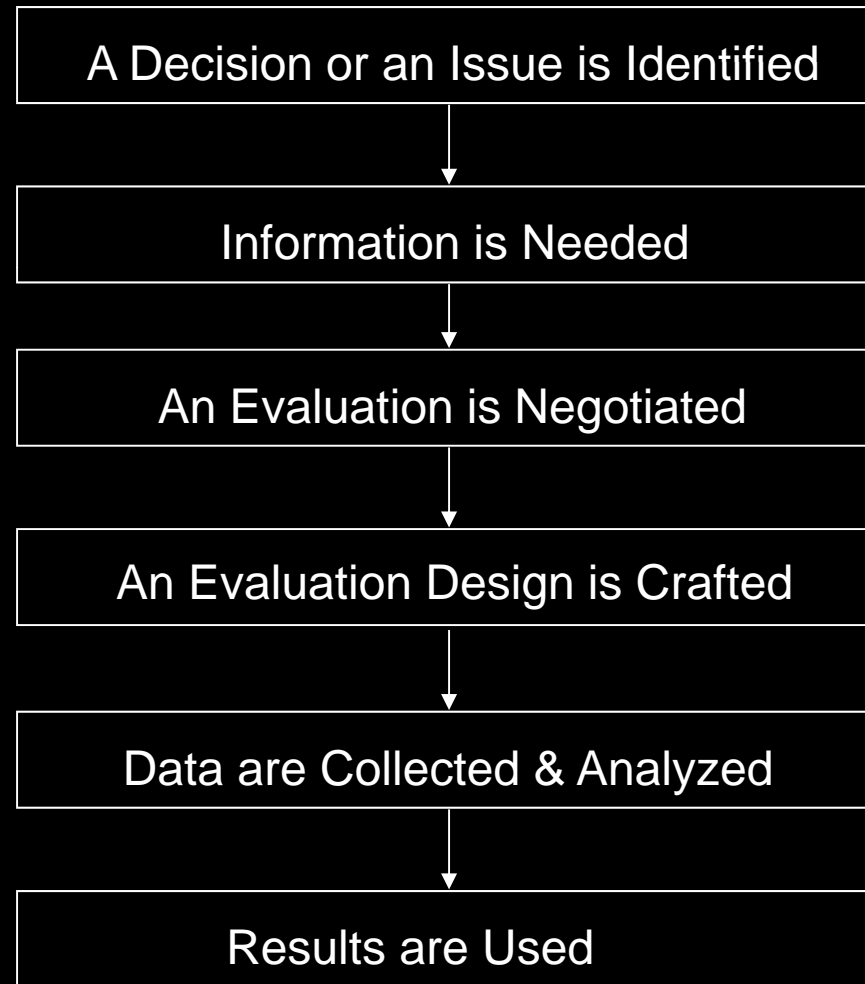 A Decision or an Issue is Identified
Information is Needed
An Evaluation is Negotiated
An Evaluation Design is Crafted
Data are Collected & Analyzed
Results are Used